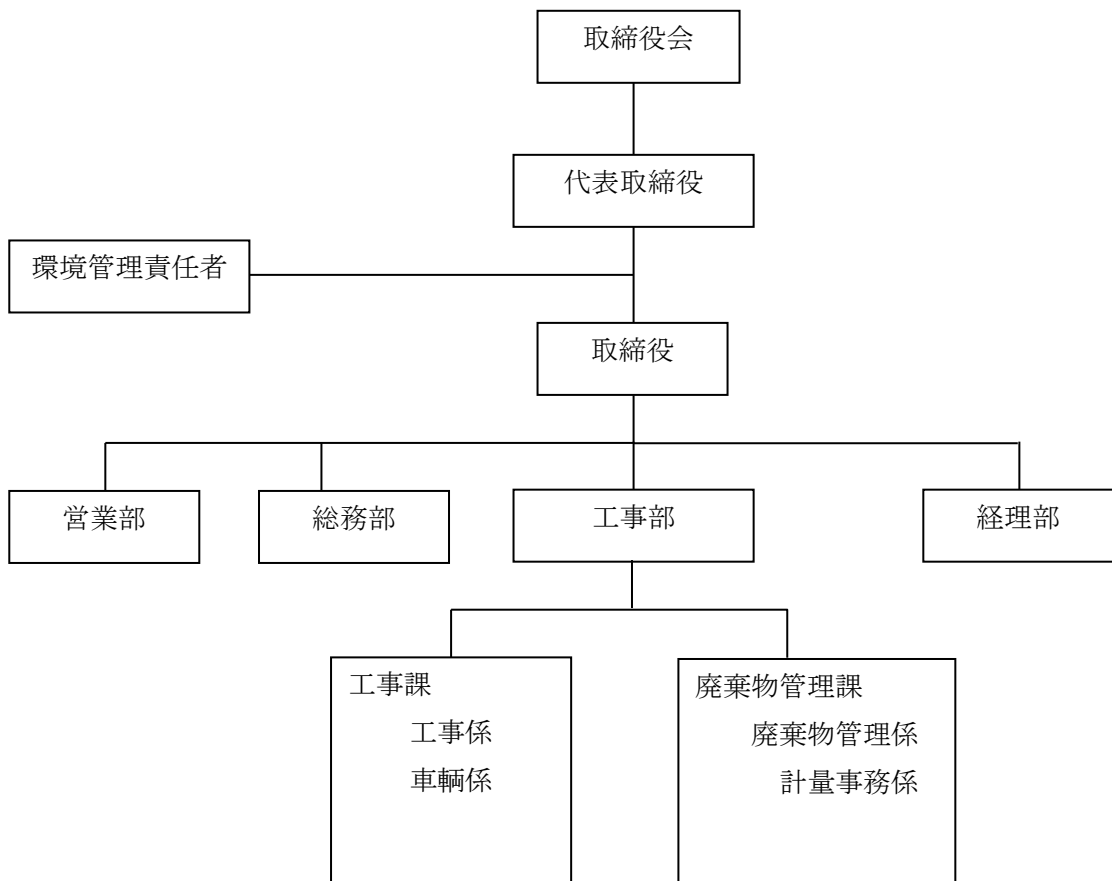 取締役会
代表取締役
環境管理責任者
取締役
営業部
総務部
工事部
経理部
工事課
工事係
車輌係
廃棄物管理課
廃棄物管理係
計量事務係